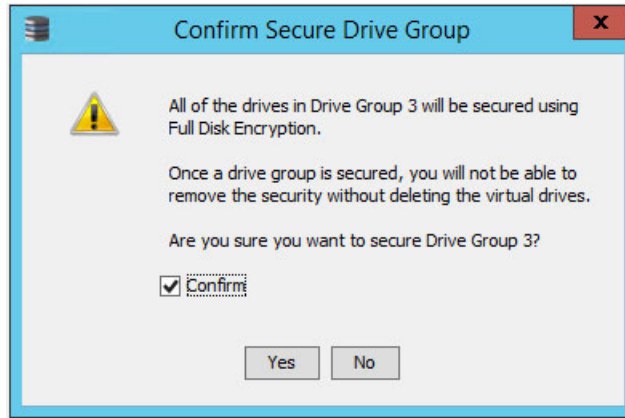 Confirm Secure Drive Group
x
All of the drives in Drive Group 3 will be secured using
Full Disk Encryption.
Once a drive group is secured, you will not be able to
remove the security without deleting the virtual drives.
Are you sure you want to secure Drive Group 3?
Confirm
Yes No